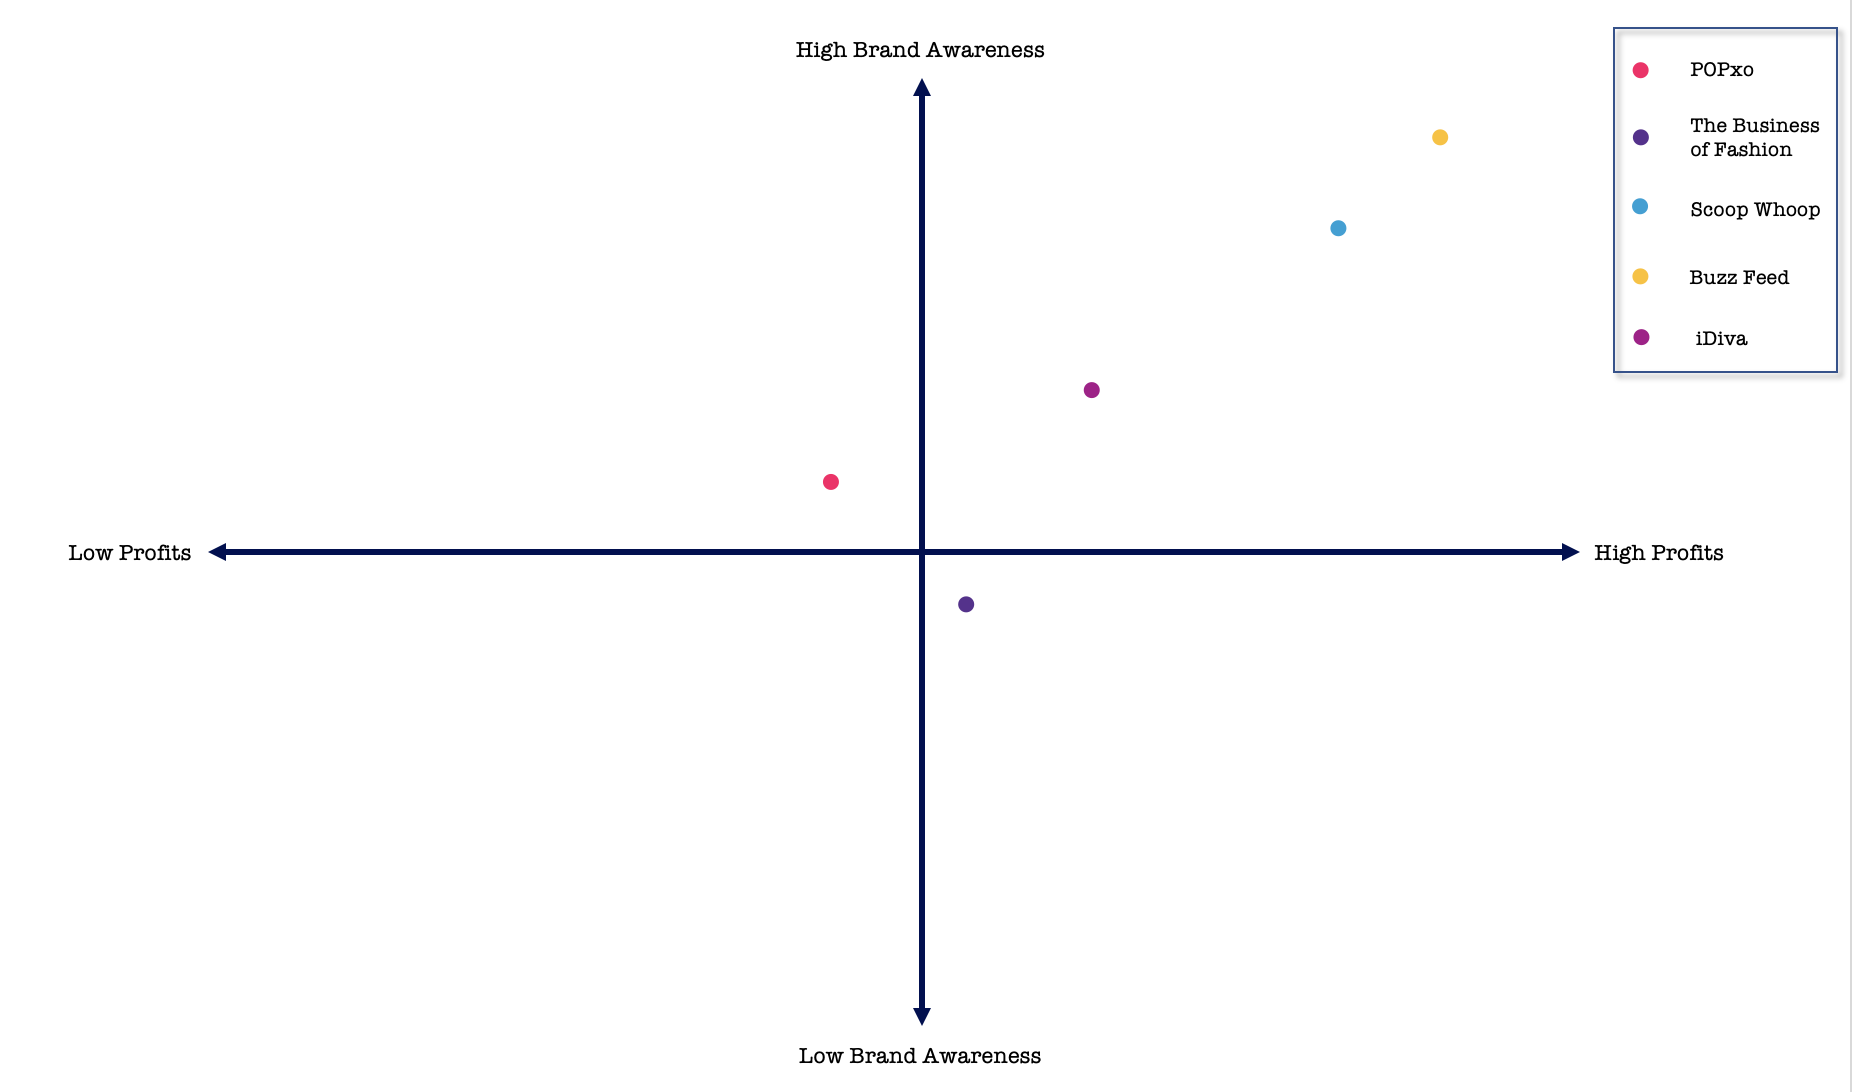 High Brand Awareness
POPxo
The Business
of Fashion
Scoop Whoop
Buzz Feed
iDiva
Low Profits
High Profits
Low Brand Awareness